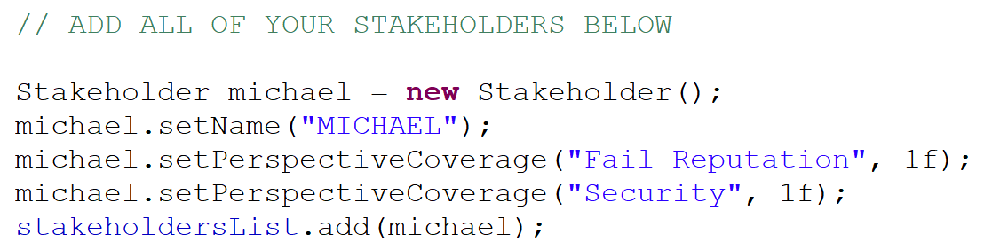 // ADD ALL OF YOUR STAKEHOLDERS BELOW
Stakeholder michael = new Stakeholder();
michael.setName("MICHAEL");
michael.setPerspectiveCoverage("Fail Reputation", 1f);
michael.setPerspectiveCoverage("Security", 1f);
stakeholdersList.add(michael);